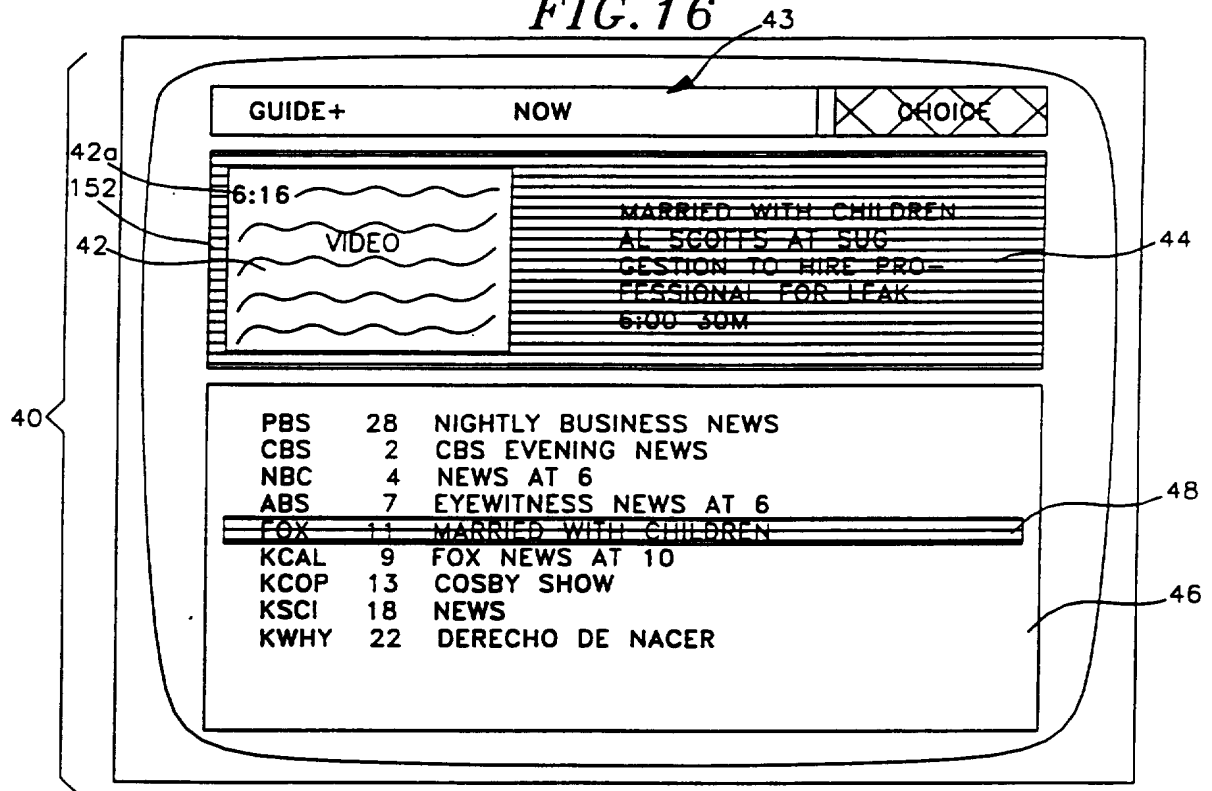 FIG. 16
43
GUIDE+ NOW CHOICE
42a
152
42
6:16
VIDEO
MARRIED WITH CHILDREN
AL SCOFFS AT SUG
GESTION TO HIRE PRO-
FESSIONAL FOR LEAK
6:00 30M
44
40
PBS 28 NIGHTLY BUSINESS NEWS
CBS 2 CBS EVENING NEWS
NBC 4 NEWS AT 6
ABS 7 EYEWITNESS NEWS AT 6
FOX 11 MARRIED WITH CHILDREN
48
KCAL 9 FOX NEWS AT 10
KCOP 13 COSBY SHOW
KSCI 18 NEWS
KWHY 22 DERECHO DE NACER
46